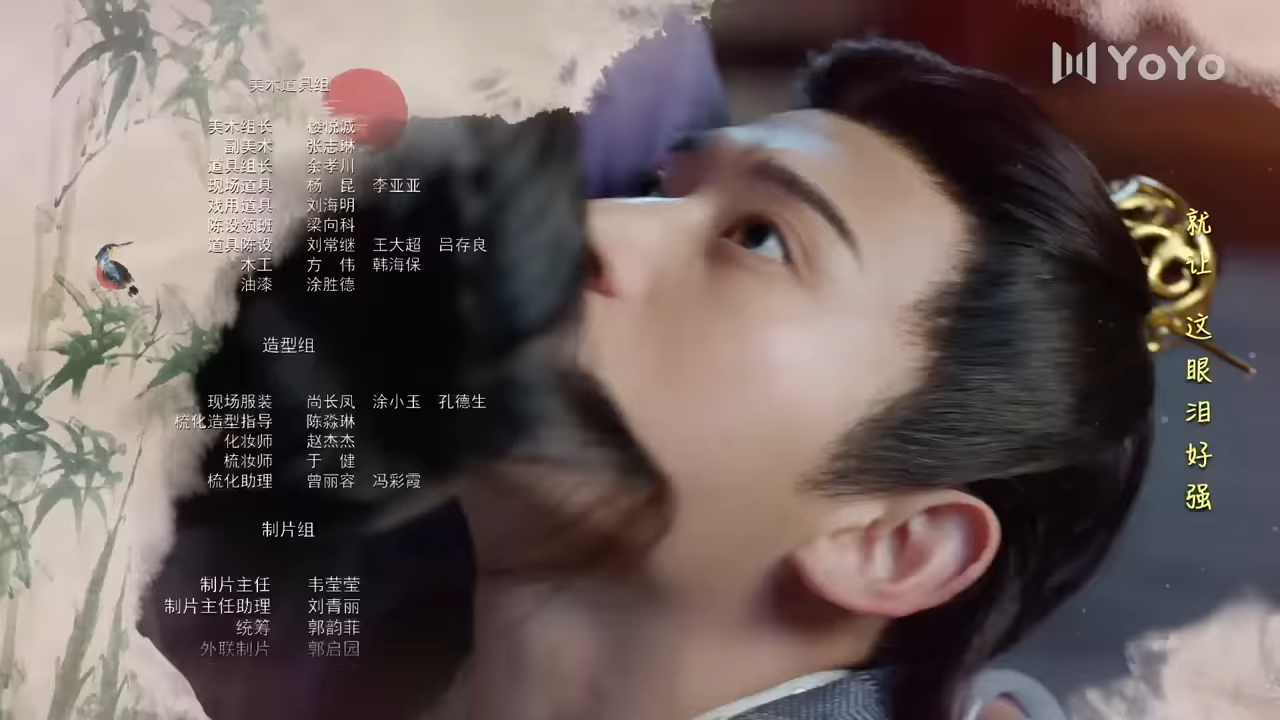 YoYo
美术道具组
美术组长 楼悦诚
副美术 张志琳
道具组长 余孝川
现场道具 杨 昆 李亚亚
戏用道具 刘海明
陈设领班 梁向科
道具陈设 刘常继 王大超 吕存良
木工 方 伟 韩海保
油漆 涂胜德
造型组
现场服装 尚长凤 涂小玉 孔德生
梳化造型指导 陈淼琳
化妆师 赵杰杰
梳妆师 于 健
梳化助理 曾丽容 冯彩霞
制片组
制片主任 韦莹莹
制片主任助理 刘青丽
统筹 郭韵菲
外联制片 郭启园
就让 这眼泪好强